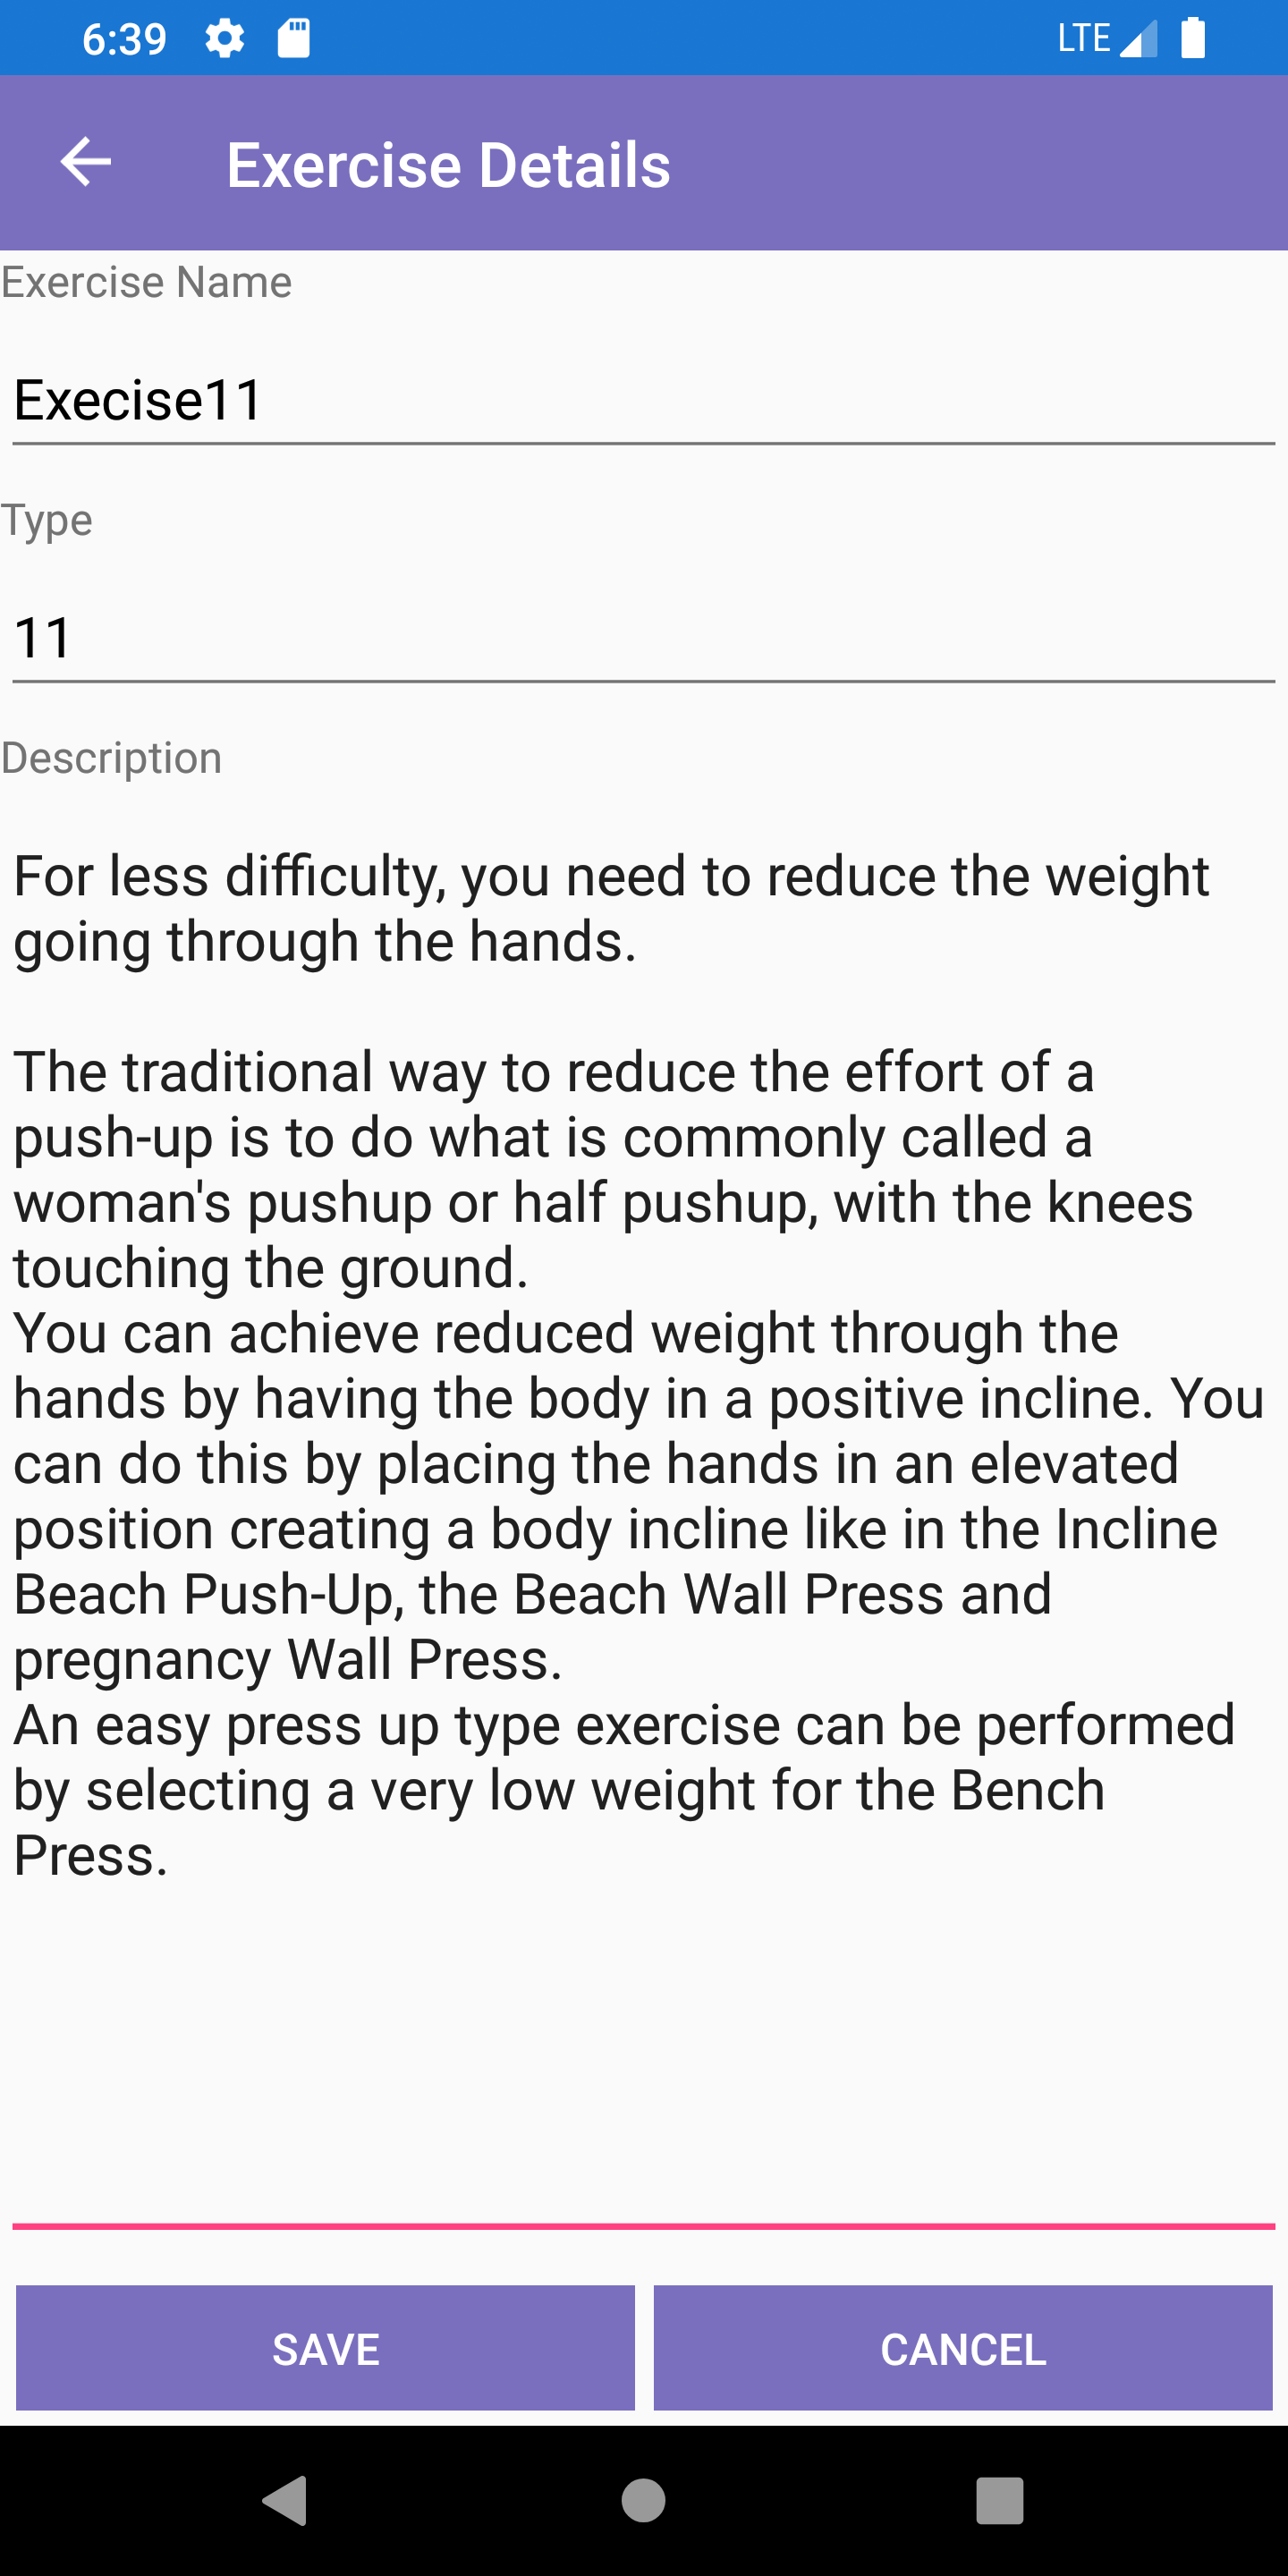 6:39
LTE
Exercise Details
Exercise Name
Execise11
Type
11
Description
For less difficulty, you need to reduce the weight
going through the hands.
The traditional way to reduce the effort of a
push-up is to do what is commonly called a
woman's pushup or half pushup, with the knees
touching the ground.
You can achieve reduced weight through the
hands by having the body in a positive incline. You
can do this by placing the hands in an elevated
position creating a body incline like in the Incline
Beach Push-Up, the Beach Wall Press and
pregnancy Wall Press.
An easy press up type exercise can be performed
by selecting a very low weight for the Bench
Press.
SAVE
CANCEL